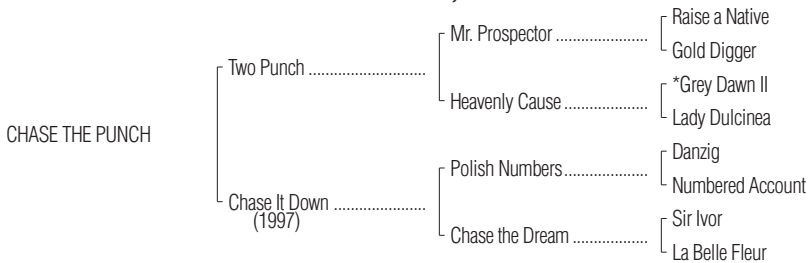 Raise a Native
Mr. Prospector ......................
Gold Digger
Two Punch ............................
*Grey Dawn II
Heavenly Cause ....................
Lady Dulcinea
CHASE THE PUNCH
Danzig
Polish Numbers....................
Numbered Account
Chase It Down ......................
(1997)
Sir Ivor
Chase the Dream ..................
La Belle Fleur